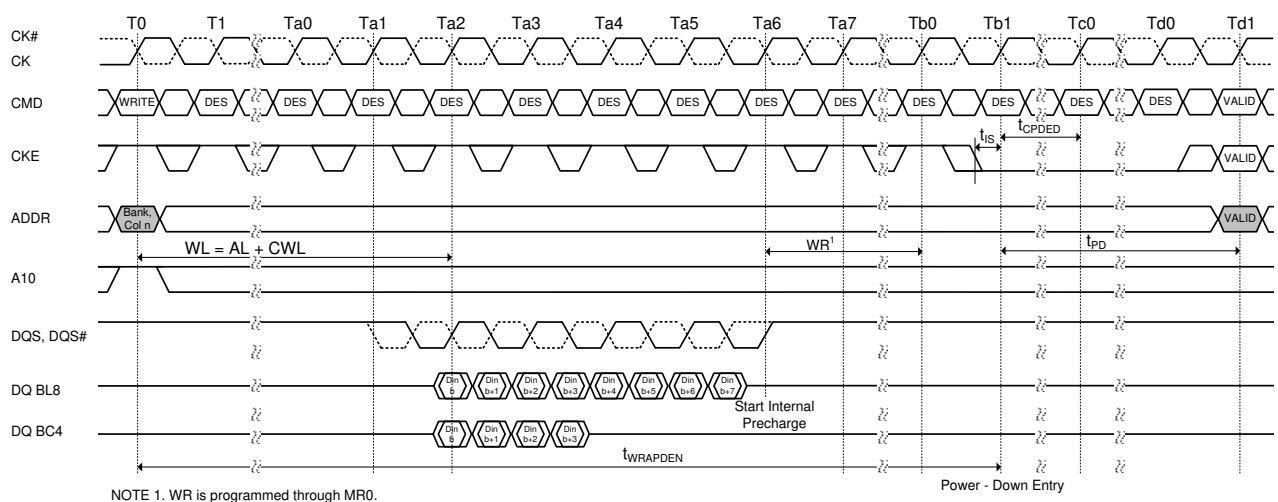 T0 T1 Ta0 Ta1 Ta2 Ta3 Ta4 Ta5 Ta6 Ta7 Tb0 Tb1 Tc0 Td0 Td1
CK#
CK
CMD WRITE DES DES DES DES DES DES DES DES DES DES DES DES DES VALID
tIS tCPDED
CKE VALID
ADDR Bank, Col n VALID
WL = AL + CWL WR1 tPD
A10
DQS, DQS#
DQ BL8 Din b Din b+1 Din b+2 Din b+3 Din b+4 Din b+5 Din b+6 Din b+7
Start Internal
Precharge
DQ BC4 Din b Din b+1 Din b+2 Din b+3
tWRAPDEN
Power - Down Entry
NOTE 1. WR is programmed through MR0.